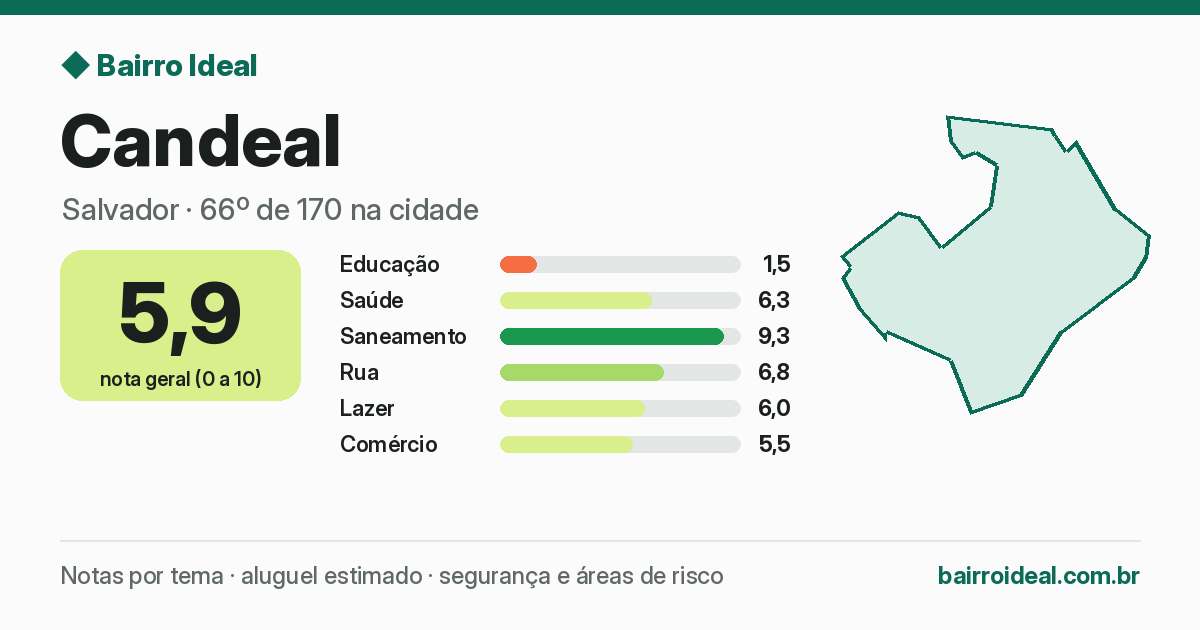 Bairro Ideal
Candeal
Salvador · 66º de 170 na cidade
5,9
nota geral (0 a 10)
Educação 1,5
Saúde 6,3
Saneamento 9,3
Rua 6,8
Lazer 6,0
Comércio 5,5
Notas por tema · aluguel estimado · segurança e áreas de risco
bairroideal.com.br